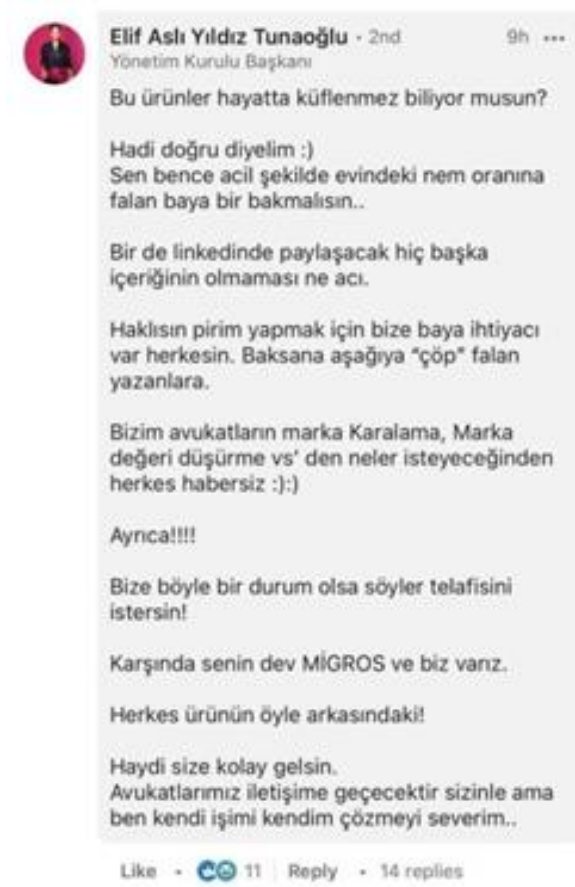 Elif Aslı Yıldız Tunaoğlu · 2nd
9h ...
Yönetim Kurulu Başkanı
Bu ürünler hayatta küflenmez biliyor musun?
Hadi doğru diyelim :)
Sen bence acil şekilde evindeki nem oranına
falan baya bir bakmalısın..
Bir de linkedinde paylaşacak hiç başka
içeriğinin olmaması ne acı.
Haklısın pirim yapmak için bize baya ihtiyacı
var herkesin. Baksana aşağıya "çöp" falan
yazanlara.
Bizim avukatların marka Karalama, Marka
değeri düşürme vs' den neler isteyeceğinden
herkes habersiz :):)
Ayrıca!!!!
Bize böyle bir durum olsa söyler telafisini
istersin!
Karşında senin dev MİGROS ve biz varız.
Herkes ürünün öyle arkasındaki!
Haydi size kolay gelsin.
Avukatlarımız iletişime geçecektir sizinle ama
ben kendi işimi kendim çözmeyi severim..
Like · 11 | Reply · 14 replies